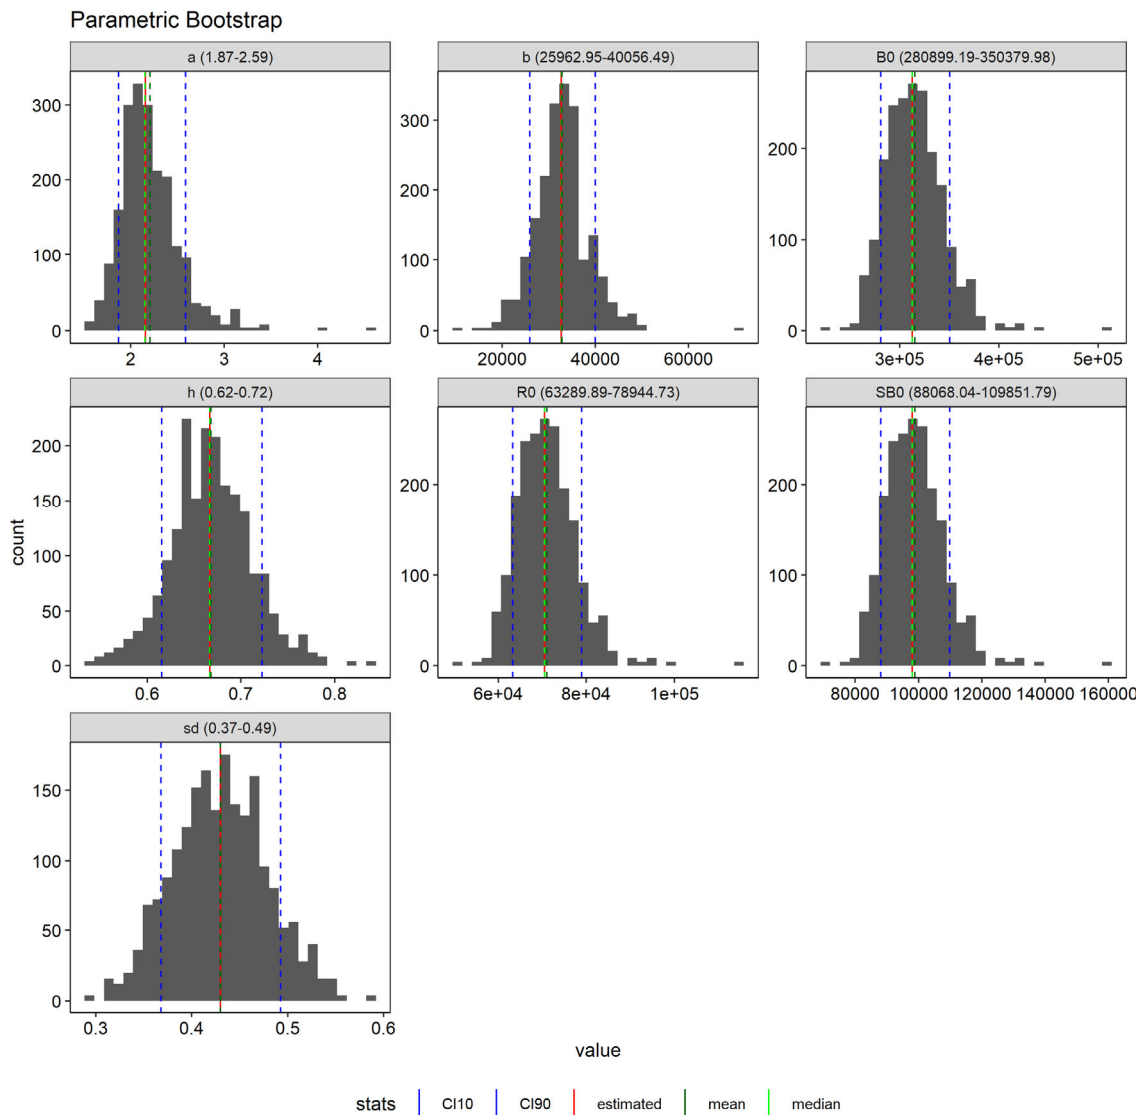 Parametric Bootstrap
a (1.87-2.59)
b (25962.95-40056.49)
B0 (280899.19-350379.98)
300
200
100
0
2
3
4
300
200
100
0
20000
40000
60000
200
100
0
3e+05
4e+05
5e+05
count
h (0.62-0.72)
R0 (63289.89-78944.73)
SB0 (88068.04-109851.79)
200
150
100
50
0
0.6
0.7
0.8
200
100
0
6e+04
8e+04
1e+05
200
100
0
80000
100000
120000
140000
160000
sd (0.37-0.49)
150
100
50
0
0.3
0.4
0.5
0.6
value
stats CI10 CI90 estimated mean median